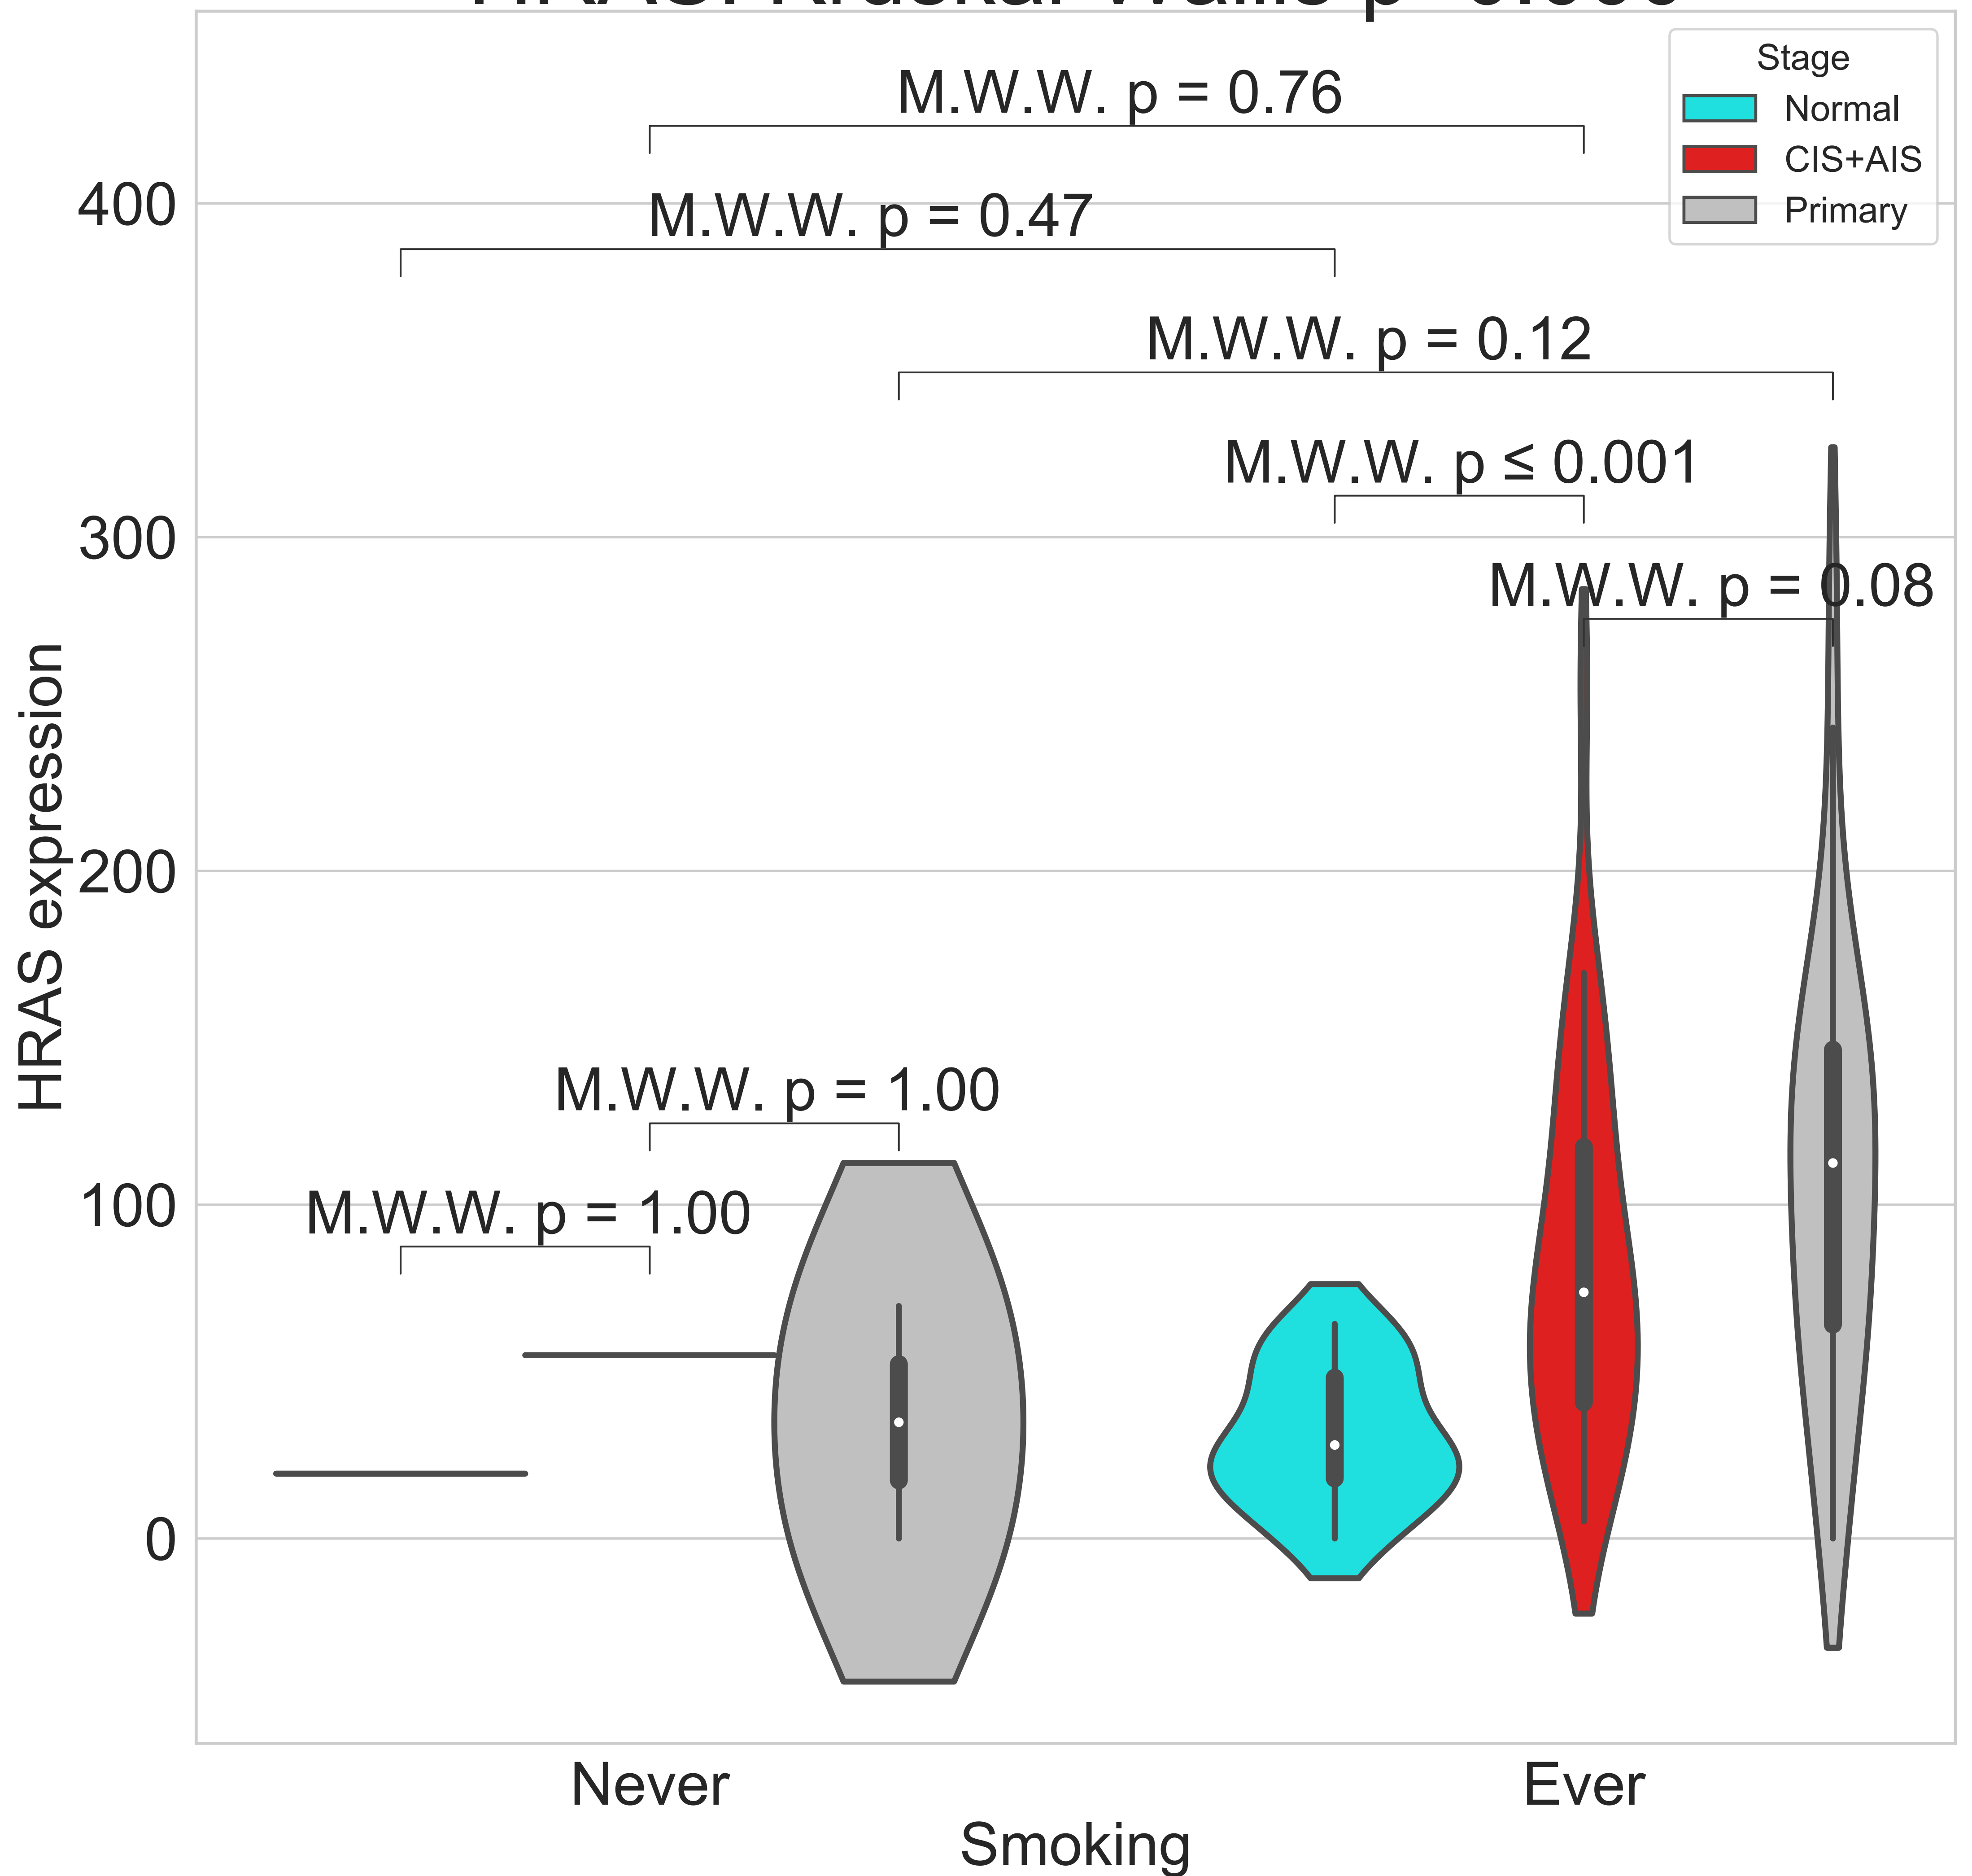 Stage
Normal
CIS+AIS
Primary
M.W.W. p = 0.76
M.W.W. p = 0.47
M.W.W. p = 0.12
M.W.W. p ≤ 0.001
M.W.W. p = 0.08
M.W.W. p = 1.00
M.W.W. p = 1.00
400
300
200
100
0
HRAS expression
Never
Ever
Smoking